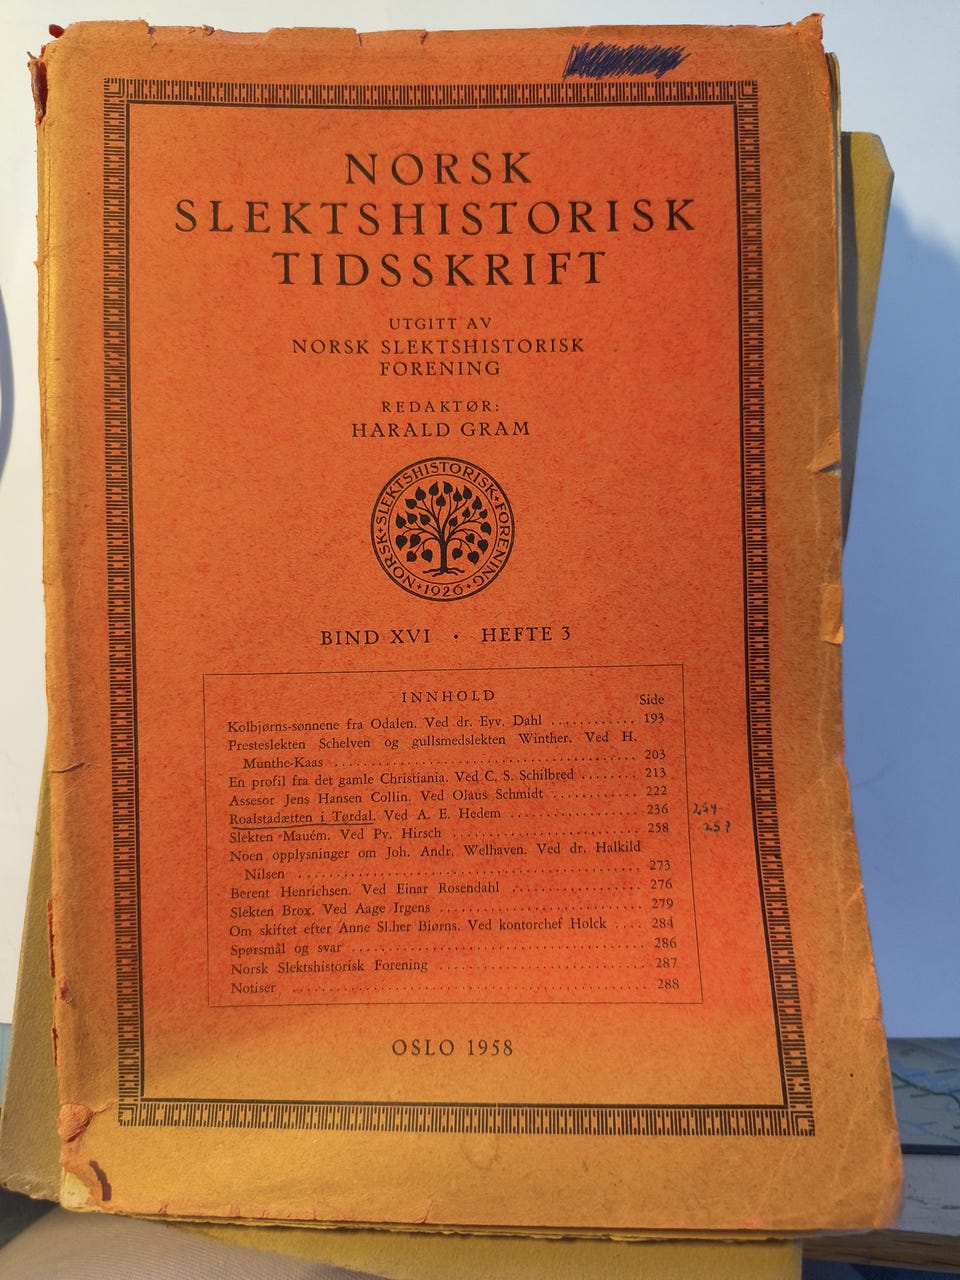 NORSK
SLEKTSHISTORISK
TIDSSKRIFT
UTGITT AV
NORSK SLEKTSHISTORISK
FORENING
REDAKTØR:
HARALD GRAM
NORSK • SLEKTSHISTORISK • FORENING • 1926 •
BIND XVI • HEFTE 3
INNHOLD
Side
Kolbjørns-sønnene fra Odalen. Ved dr. Eyv. Dahl ............ 193
Presteslekten Schelven og gullsmedslekten Winther. Ved H.
Munthe-Kaas ........................................ 203
En profil fra det gamle Christiania. Ved C. S. Schilbred ........ 213
Assesor Jens Hansen Collin. Ved Olaus Schmidt ............ 222
Roalstadætten i Tørdal. Ved A. E. Hedem .................. 236
254-
257
Slekten Mauém. Ved Pv. Hirsch .......................... 258
Noen opplysninger om Joh. Andr. Welhaven. Ved dr. Halkild
Nilsen .............................................. 273
Berent Henrichsen. Ved Einar Rosendahl .................. 276
Slekten Brox. Ved Aage Irgens ............................ 279
Om skiftet efter Anne Sl.her Biørns. Ved kontorchef Holck .... 284
Spørsmål og svar ........................................ 286
Norsk Slektshistorisk Forening ............................ 287
Notiser ................................................ 288
OSLO 1958